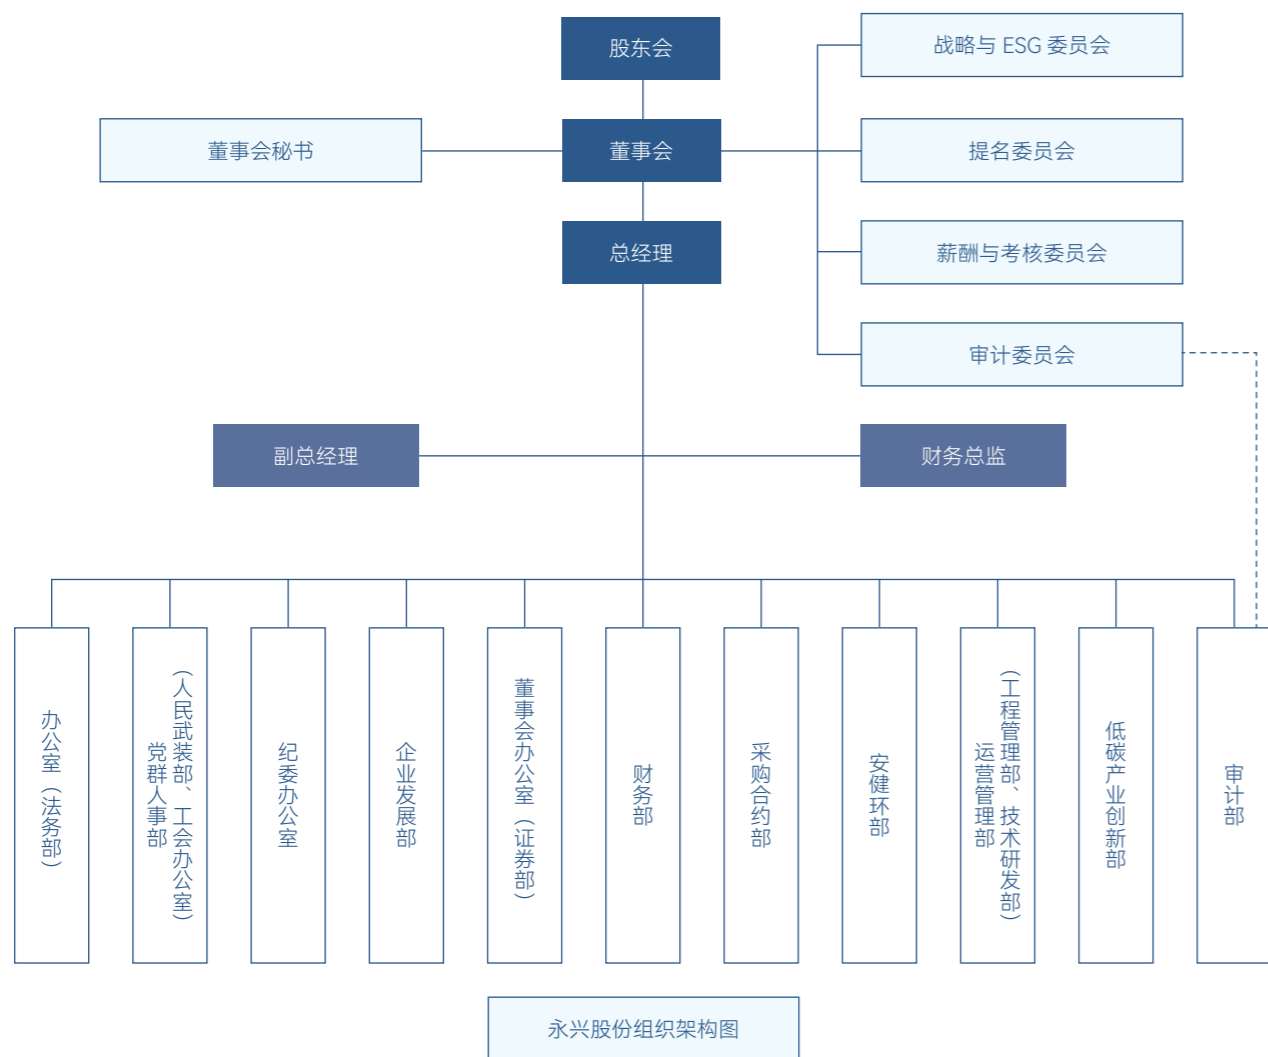 股东会
战略与 ESG 委员会
董事会秘书
董事会
提名委员会
总经理
薪酬与考核委员会
审计委员会
副总经理
财务总监
办公室（法务部）
党群人事部
（人民武装部、工会办公室）
纪委办公室
企业发展部
董事会办公室（证券部）
财务部
采购合约部
安健环部
运营管理部
（工程管理部、技术研发部）
低碳产业创新部
审计部
永兴股份组织架构图